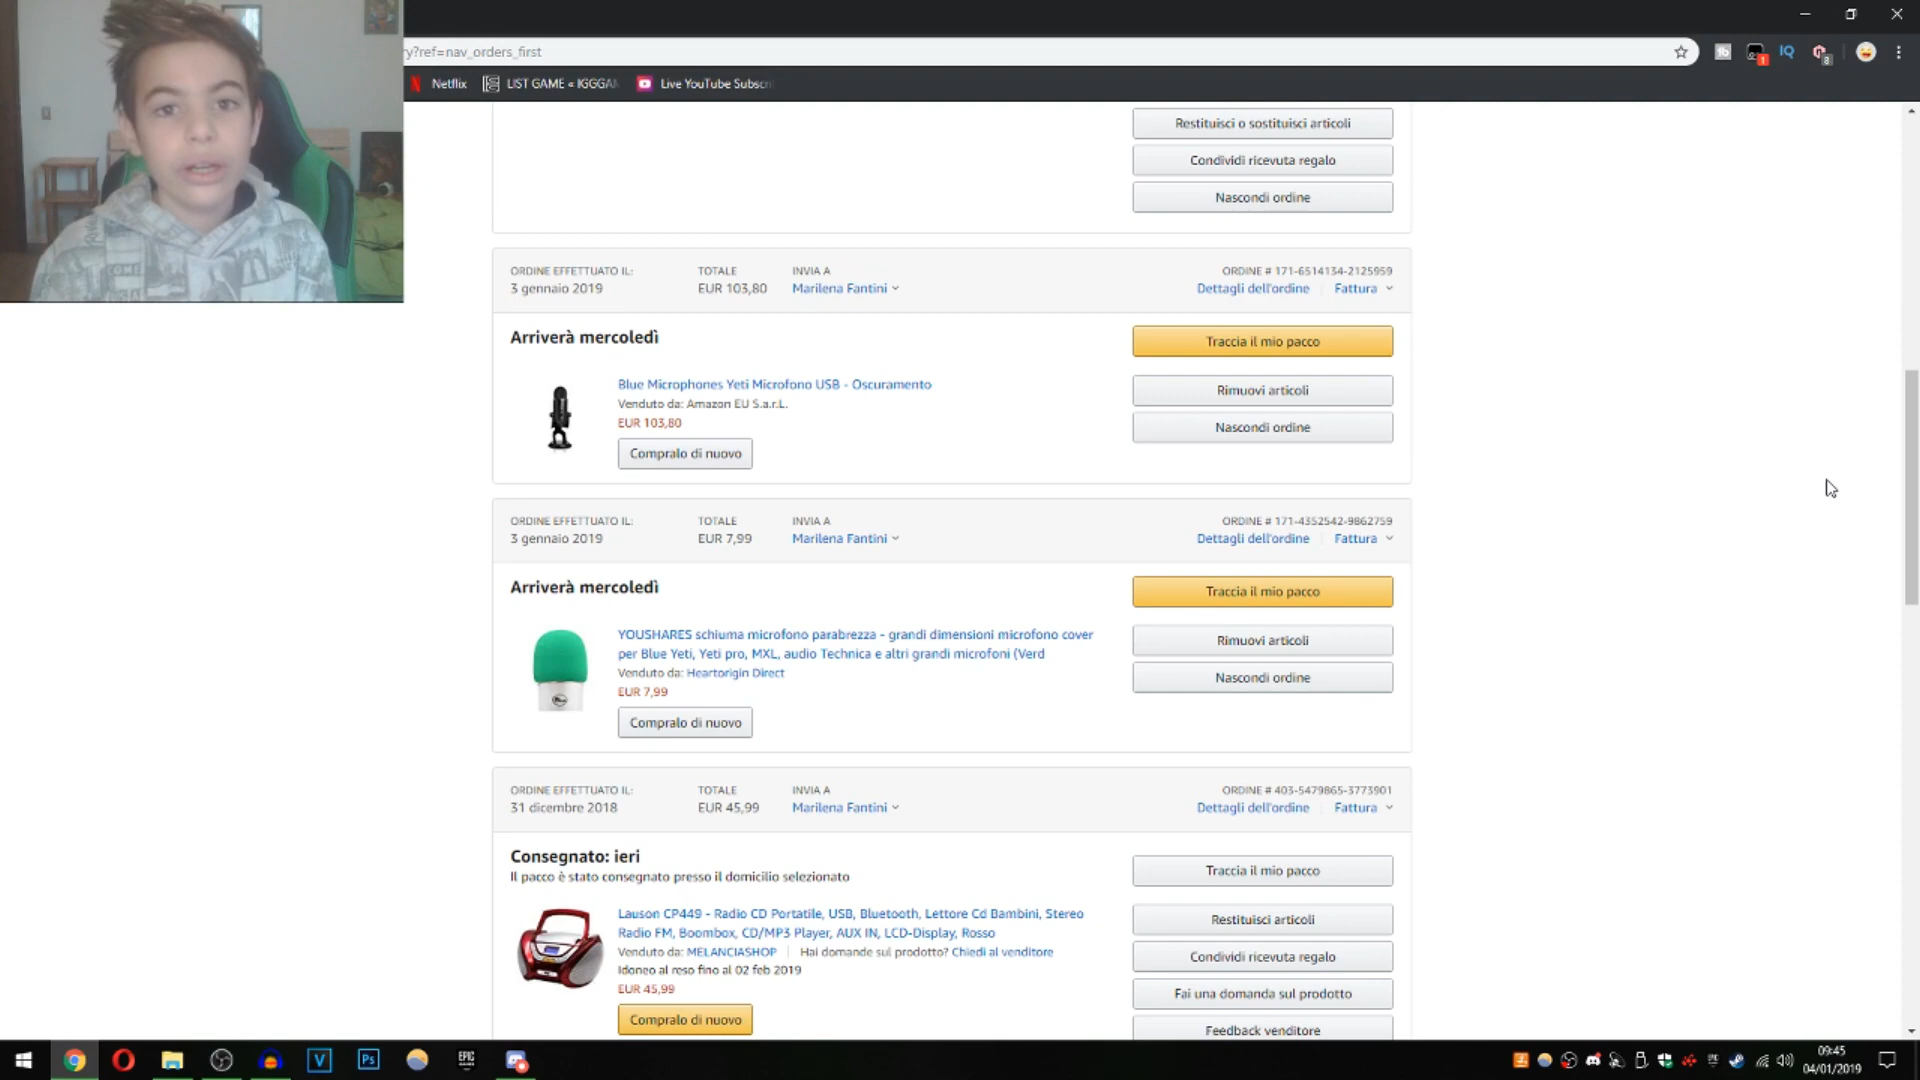 ry?ref=nav_orders_first
Netflix
LIST GAME « IGGGA
Live YouTube Subscri
Restituisci o sostituisci articoli
Condividi ricevuta regalo
Nascondi ordine
ORDINE EFFETTUATO IL: TOTALE INVIA A ORDINE # 171-6514134-2125959
3 gennaio 2019 EUR 103,80 Marilena Fantini Dettagli dell'ordine Fattura
Arriverà mercoledì
Traccia il mio pacco
Blue Microphones Yeti Microfono USB - Oscuramento
Venduto da: Amazon EU S.a.r.L.
EUR 103,80
Compralo di nuovo
Rimuovi articoli
Nascondi ordine
ORDINE EFFETTUATO IL: TOTALE INVIA A ORDINE # 171-4352542-9862759
3 gennaio 2019 EUR 7,99 Marilena Fantini Dettagli dell'ordine Fattura
Arriverà mercoledì
Traccia il mio pacco
YOUSHARES schiuma microfono parabrezza - grandi dimensioni microfono cover
per Blue Yeti, Yeti pro, MXL, audio Technica e altri grandi microfoni (Verd
Venduto da: Heartorigin Direct
EUR 7,99
Compralo di nuovo
Rimuovi articoli
Nascondi ordine
ORDINE EFFETTUATO IL: TOTALE INVIA A ORDINE # 403-5479865-3773901
31 dicembre 2018 EUR 45,99 Marilena Fantini Dettagli dell'ordine Fattura
Consegnato: ieri
Il pacco è stato consegnato presso il domicilio selezionato
Traccia il mio pacco
Lauson CP449 - Radio CD Portatile, USB, Bluetooth, Lettore Cd Bambini, Stereo
Radio FM, Boombox, CD/MP3 Player, AUX IN, LCD-Display, Rosso
Venduto da: MELANCIASHOP Hai domande sul prodotto? Chiedi al venditore
Idoneo al reso fino al 02 feb 2019
EUR 45,99
Compralo di nuovo
Restituisci articoli
Condividi ricevuta regalo
Fai una domanda sul prodotto
Feedback venditore
09:45
04/01/2019